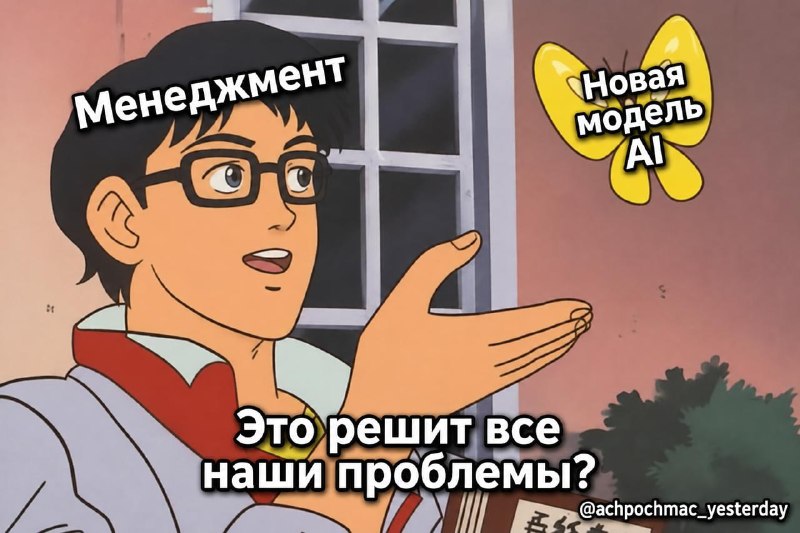 Менеджмент
Новая
модель
AI
Это решит все
наши проблемы?
@achpochmac_yesterday